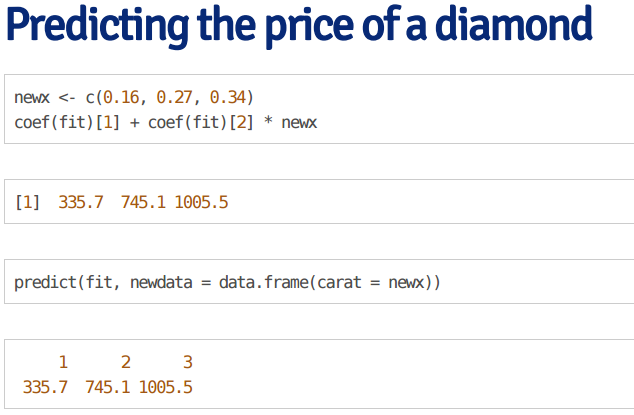 Predicting the price of a diamond
newx <- c(0.16, 0.27, 0.34)
coef(fit)[1] + coef(fit)[2] * newx
[1]  335.7  745.1 1005.5
predict(fit, newdata = data.frame(carat = newx))
     1      2      3
 335.7  745.1 1005.5